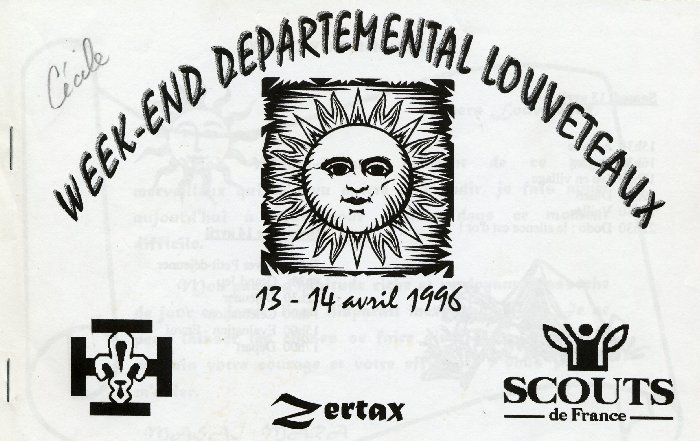 Cécile
WEEK-END DEPARTEMENTAL LOUVETEAUX
13 - 14 avril 1996
Zertax
SCOUTS
de France